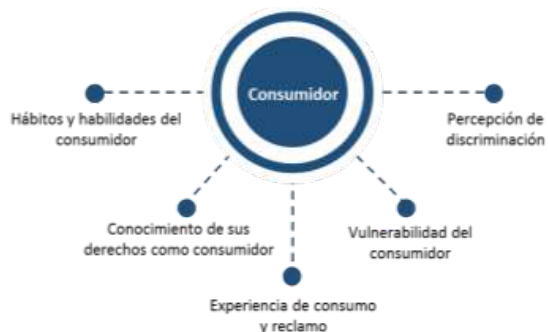 Consumidor
Hábitos y habilidades del
consumidor
Percepción de
discriminación
Conocimiento de sus
derechos como consumidor
Vulnerabilidad del
consumidor
Experiencia de consumo
y reclamo